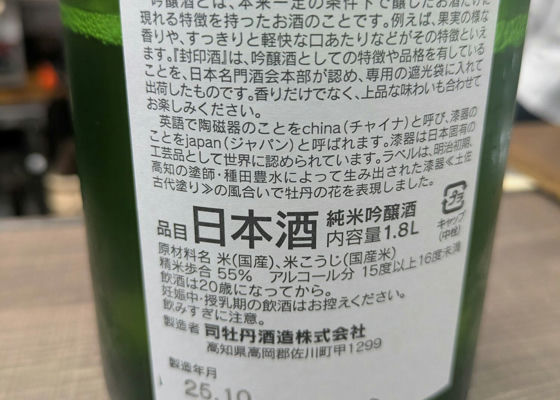 吟醸酒とは、本来一定の条件下で醸したお酒だけに
現れる特徴を持ったお酒のことです。例えば、果実の様な
香りや、すっきりと軽快な口あたりなどがその特徴といえ
ます。『封印酒』は、吟醸酒としての特徴や品格を有している
ことを、日本名門酒会本部が認め、専用の遮光袋に入れて
出荷したものです。香りだけでなく、上品な味わいも合わせて
お楽しみください。
英語で陶磁器のことをchina(チャイナ)と呼び、漆器の
ことをjapan(ジャパン)と呼ばれます。漆器は日本固有の
工芸品として世界に認められています。ラベルは、明治初期、
高知の塗師・種田豊水によって生み出された漆器≪土佐
古代塗り≫の風合いで牡丹の花を表現しました。
品目 日本酒 純米吟醸酒
内容量1.8L
プラ
キャップ
(中栓)
原材料名 米(国産)、米こうじ(国産米)
精米歩合 55% アルコール分 15度以上16度未満
飲酒は20歳になってから。
妊娠中・授乳期の飲酒はお控えください。
飲みすぎに注意。
製造者 司牡丹酒造株式会社
高知県高岡郡佐川町甲1299
製造年月
26.10